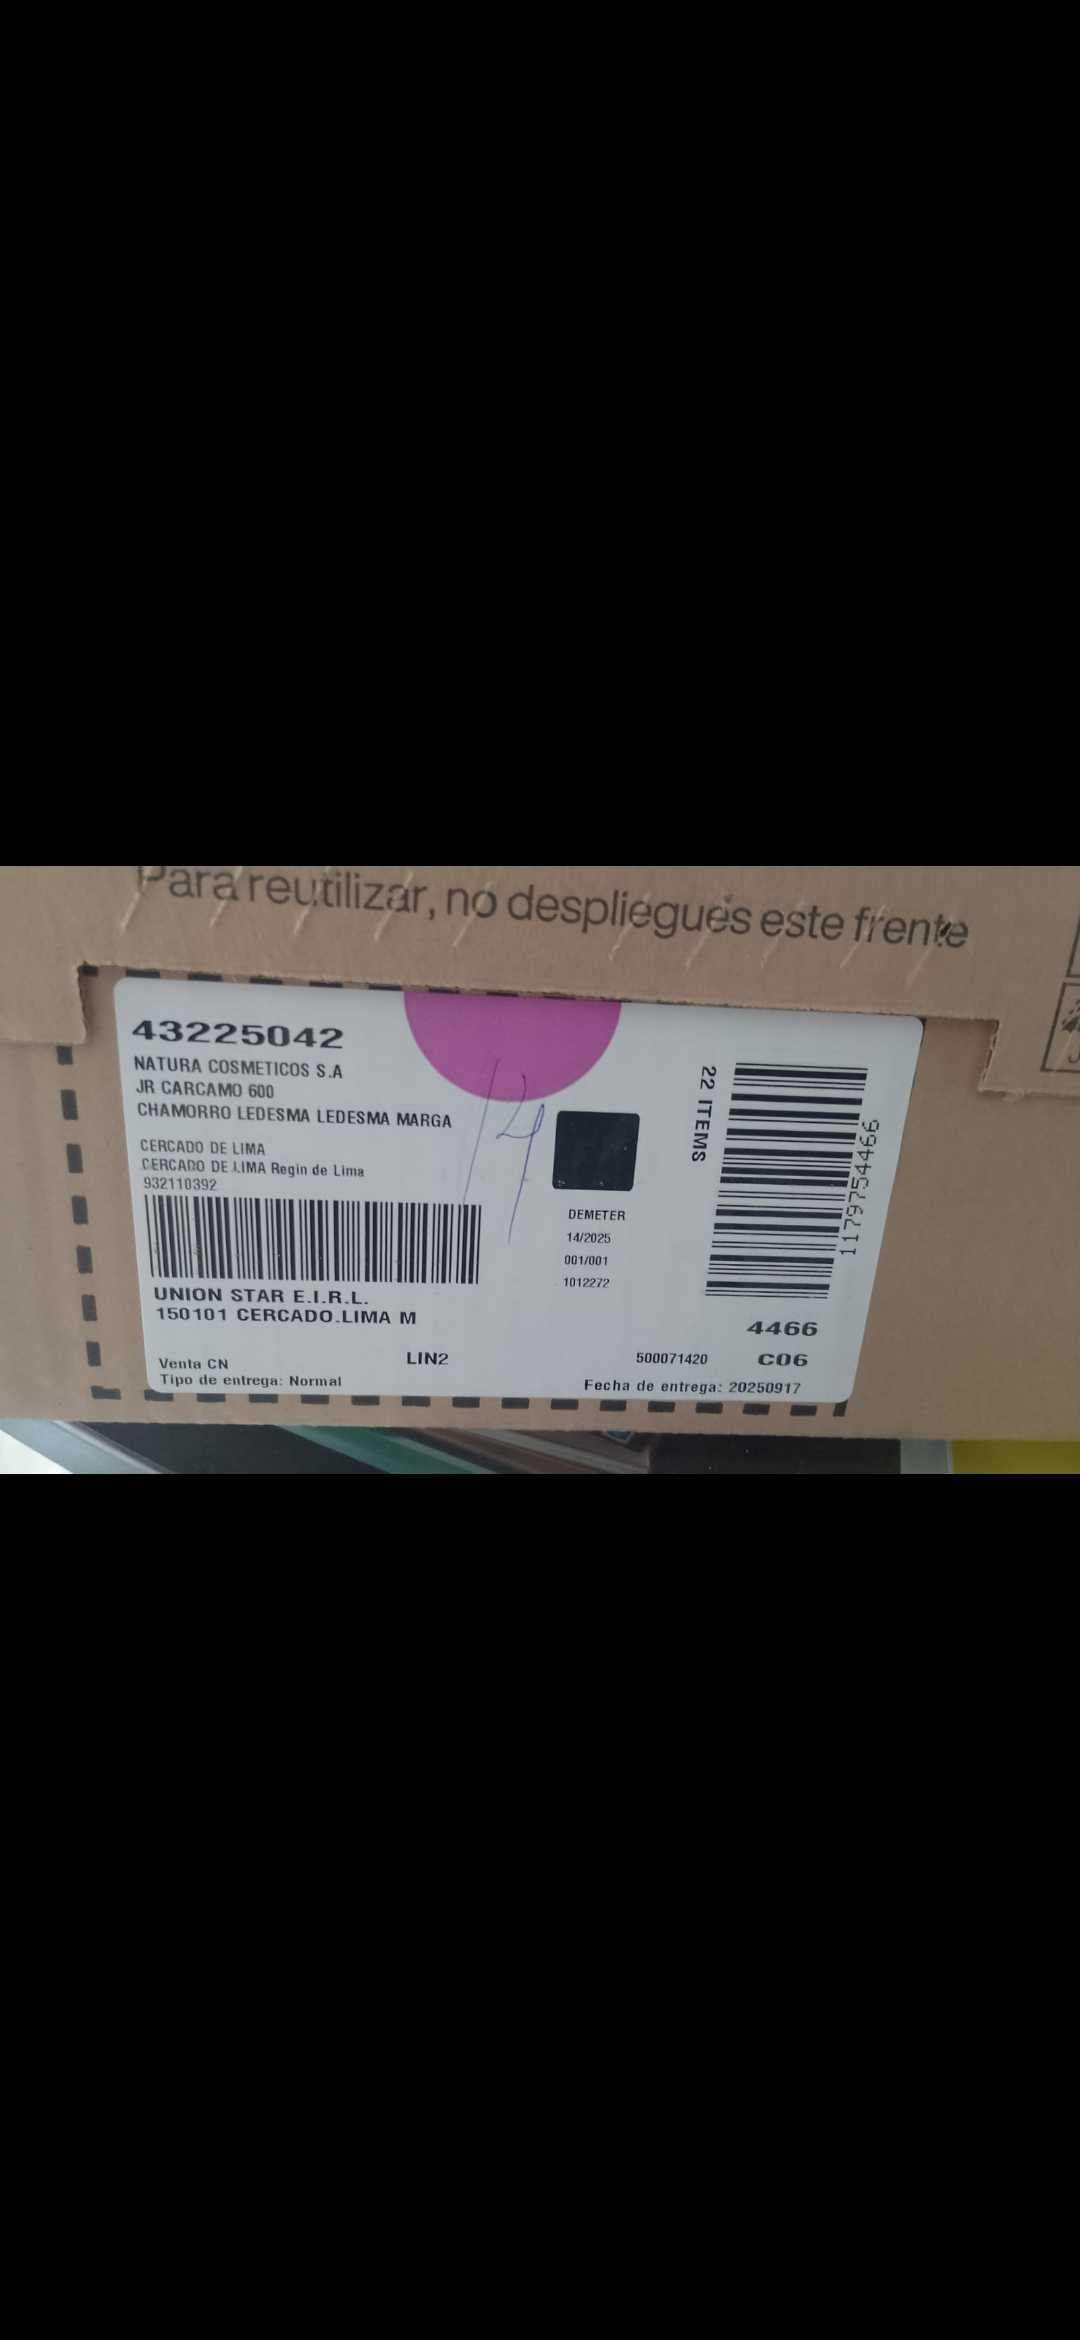 Para reutilizar, no despliegues este frente
43225042
NATURA COSMETICOS S.A
JR CARCAMO 600
CHAMORRO LEDESMA LEDESMA MARGA
CERCADO DE LIMA
CERCADO DE LIMA Regin de Lima
932110392
UNION STAR E.I.R.L.
150101 CERCADO.LIMA M
Venta CN
Tipo de entrega: Normal
LIN2
14
DEMETER
14/2025
001/001
1012272
22 ITEMS
1179754466
4466
500071420 C06
Fecha de entrega: 20250917